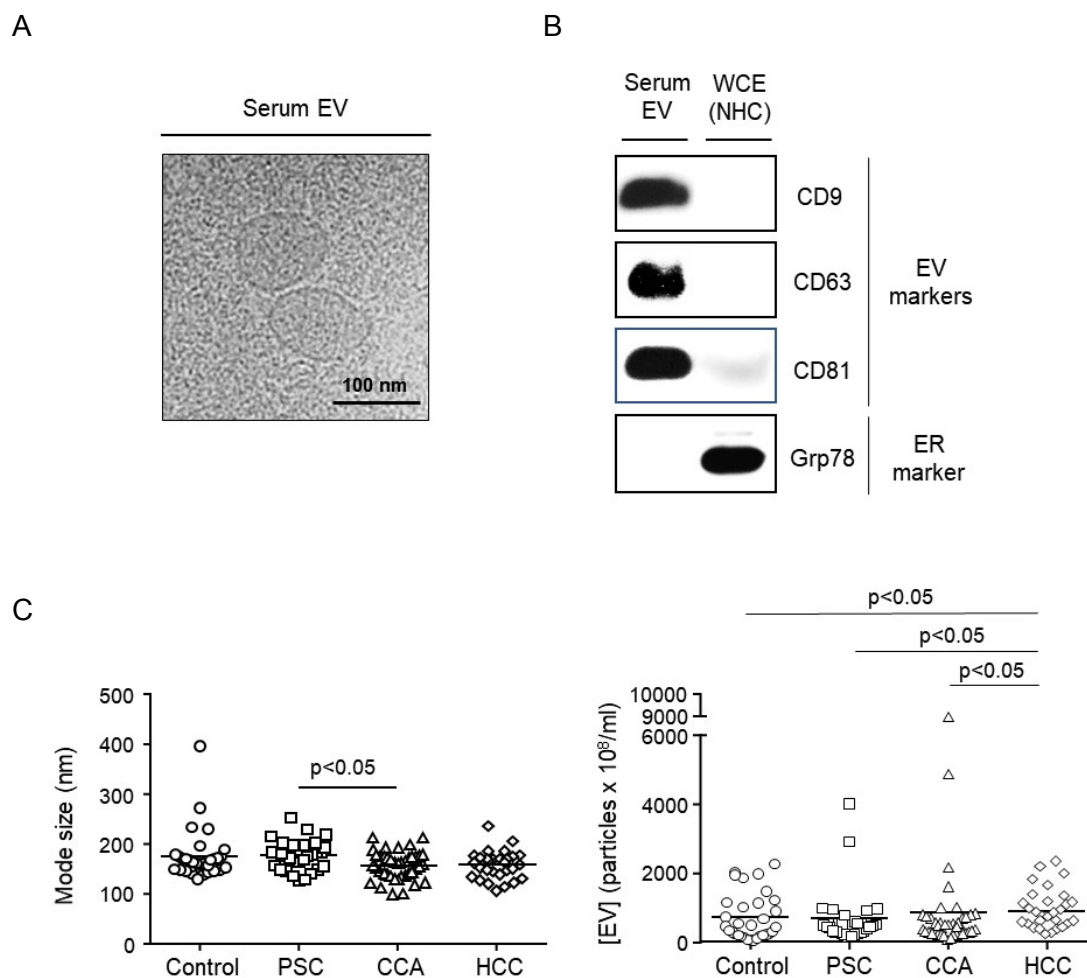 A
B
Serum EV
100 nm
Serum
EV
WCE
(NHC)
CD9
CD63
CD81
EV
markers
Grp78
ER
marker
C
Mode size (nm)
500
400
300
200
100
0
p<0.05
Control PSC CCA HCC
p<0.05
p<0.05
p<0.05
[EV] (particles x 10⁸/ml)
10000
9000
6000
4000
2000
0
Control PSC CCA HCC